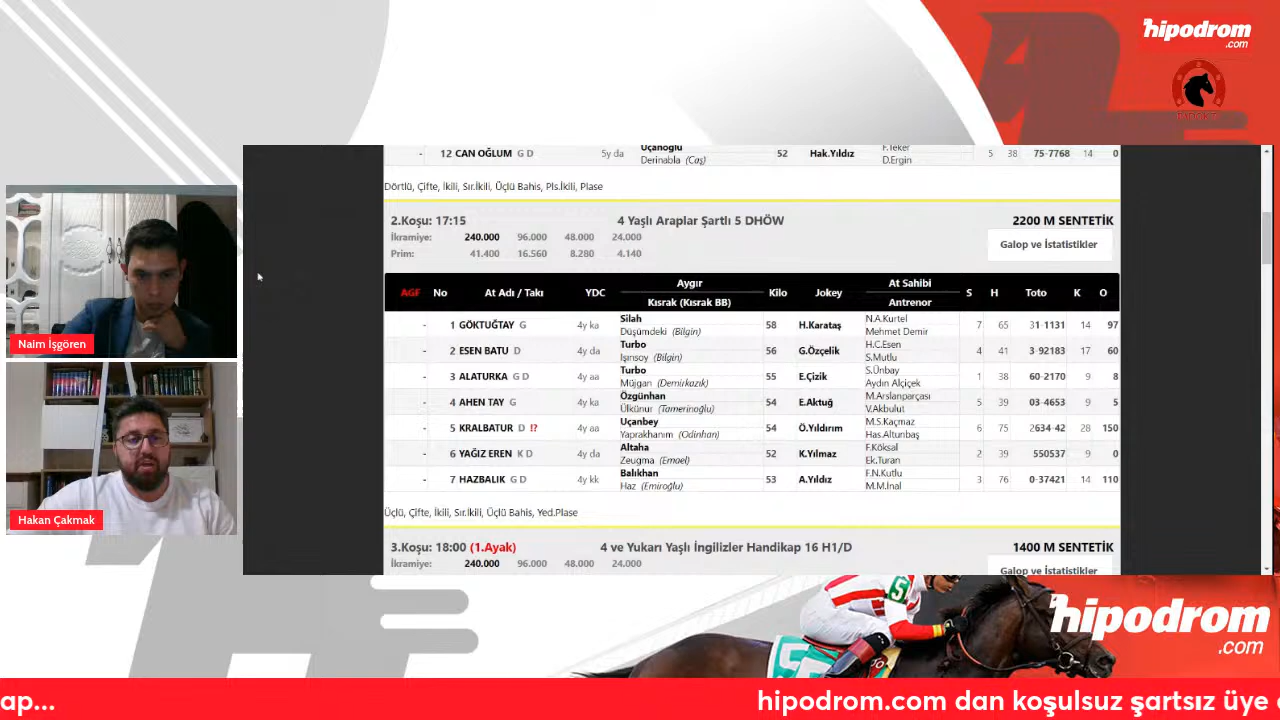 hipodrom
.com
Uçanoğlu
F.Teker
- 12 CAN OĞLUM G D 5y da 52 Hak.Yıldız 5 38 75-7768 14 0
Derinabla (Caş) D.Ergin
Dörtlü, Çifte, İkili, Sır.İkili, Üçlü Bahis, Pls.İkili, Plase
2.Koşu: 17:15 4 Yaşlı Araplar Şartlı 5 DHÖW 2200 M SENTETİK
İkramiye: 240.000 96.000 48.000 24.000
Galop ve İstatistikler
Prim: 41.400 16.560 8.280 4.140
Aygır At Sahibi
AGF No At Adı / Takı YDC Kilo Jokey S H Toto K O
Kısrak (Kısrak BB) Antrenor
Silah N.A.Kurtel
- 1 GÖKTUĞTAY G 4y ka 58 H.Karataş 7 65 31-1131 14 97
Düşümdeki (Bilgin) Mehmet Demir
Turbo H.C.Esen
- 2 ESEN BATU D 4y da 56 G.Özçelik 4 41 3-92183 17 60
Işınsoy (Bilgin) S.Mutlu
Turbo S.Ünbay
- 3 ALATURKA G D 4y aa 55 E.Çizik 1 38 60-2170 9 8
Müjgan (Demirkazık) Aydın Alçiçek
Özgünhan M.Arslanparçası
- 4 AHEN TAY G 4y ka 54 E.Aktuğ 5 39 03-4653 9 5
Ülkünur (Tamerinoğlu) V.Akbulut
Uçanbey M.S.Kaçmaz
- 5 KRALBATUR D !? 4y aa 54 Ö.Yıldırım 6 75 2634-42 28 150
Yaprakhanım (Odinhan) Has.Altunbaş
Altaha F.Köksal
- 6 YAĞIZ EREN K D 4y da 52 K.Yılmaz 2 39 550537 9 0
Zeugma (Emael) Ek.Turan
Balıkhan F.N.Kutlu
- 7 HAZBALIK G D 4y kk 53 A.Yıldız 3 76 0-37421 14 110
Haz (Emiroğlu) M.M.İnal
Üçlü, Çifte, İkili, Sır.İkili, Üçlü Bahis, Yed.Plase
3.Koşu: 18:00 (1.Ayak) 4 ve Yukarı Yaşlı İngilizler Handikap 16 H1/D 1400 M SENTETİK
İkramiye: 240.000 96.000 48.000 24.000
Galop ve İstatistikler
Naim İşgören
Hakan Çakmak
5
hipodrom
.com
ap... hipodrom.com dan koşulsuz şartsız üye